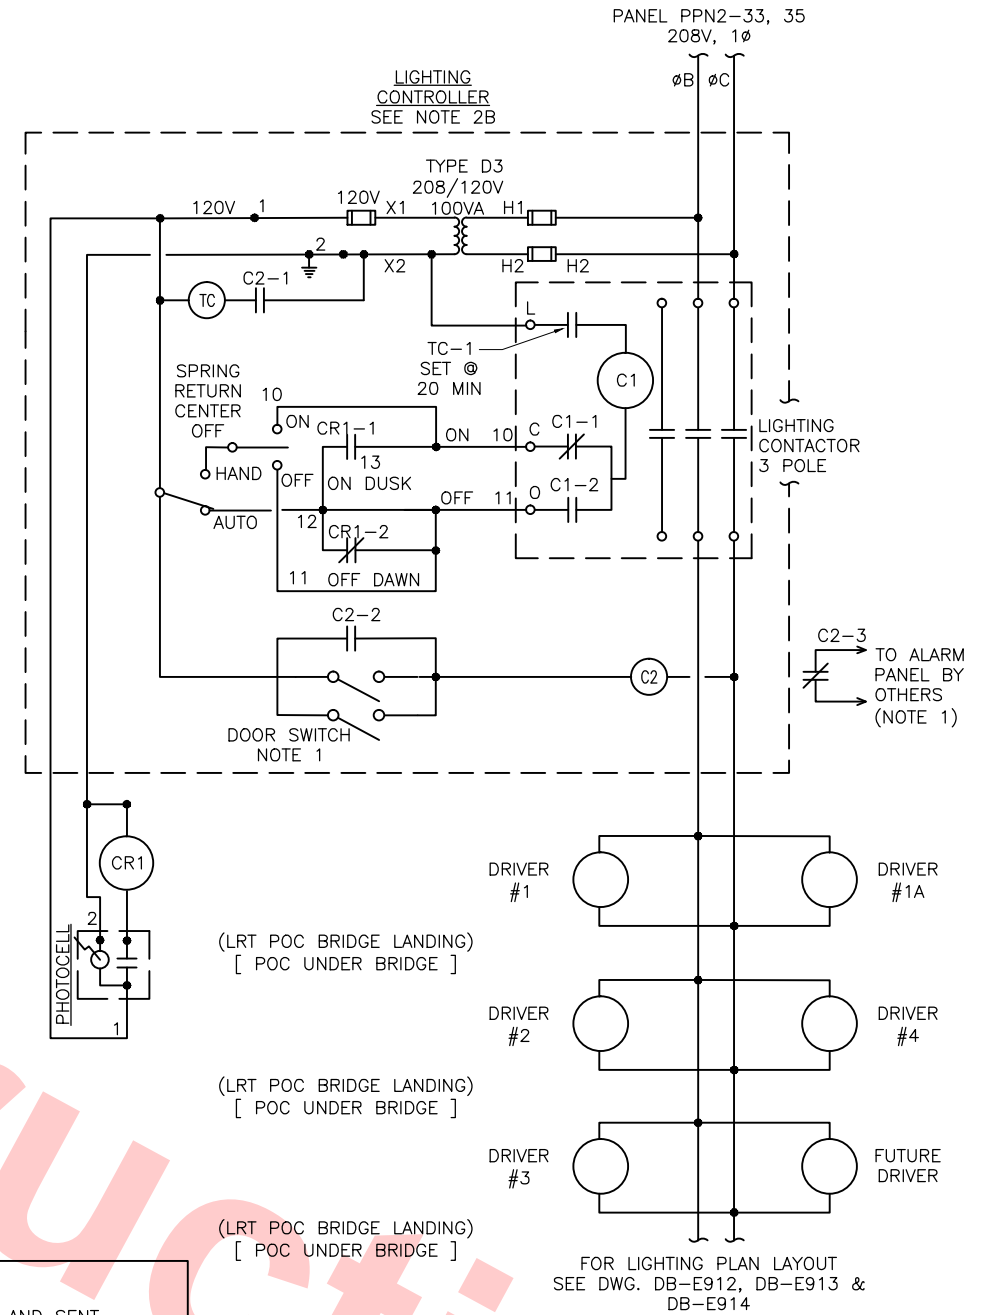 PANEL PPN2-33, 35
208V, 1ø
øB øC
LIGHTING
CONTROLLER
SEE NOTE 2B
TYPE D3
208/120V
100VA
120V
1
120V
X1
H1
2
X2
H2
H2
TC
C2-1
L
TC-1
SET @
20 MIN
C1
SPRING
RETURN
CENTER
OFF
10
ON
CR1-1
ON
10
C
C1-1
LIGHTING
CONTACTOR
3 POLE
HAND
OFF
13
ON DUSK
AUTO
12
OFF
11
O
C1-2
CR1-2
11
OFF DAWN
C2-2
C2
DOOR SWITCH
NOTE 1
C2-3
TO ALARM
PANEL BY
OTHERS
(NOTE 1)
CR1
2
PHOTOCELL
1
DRIVER
#1
DRIVER
#1A
(LRT POC BRIDGE LANDING)
[ POC UNDER BRIDGE ]
DRIVER
#2
DRIVER
#4
(LRT POC BRIDGE LANDING)
[ POC UNDER BRIDGE ]
DRIVER
#3
FUTURE
DRIVER
(LRT POC BRIDGE LANDING)
[ POC UNDER BRIDGE ]
FOR LIGHTING PLAN LAYOUT
SEE DWG. DB-E912, DB-E913 &
DB-E914
AND SENT
ructi